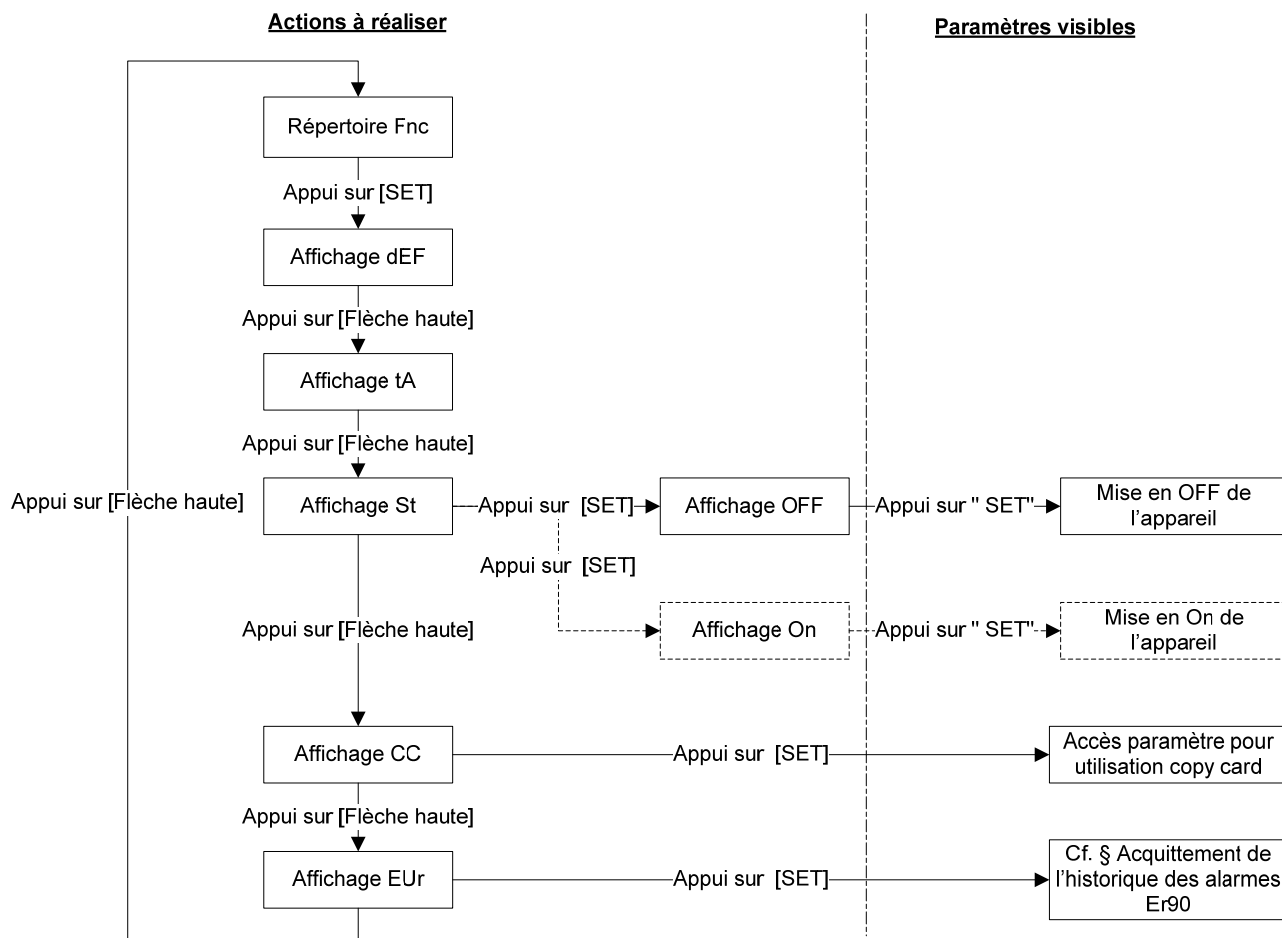 Actions à réaliser
Paramètres visibles
Répertoire Fnc
Appui sur [SET]
Affichage dEF
Appui sur [Flèche haute]
Affichage tA
Appui sur [Flèche haute]
Appui sur [Flèche haute]
Affichage St
Appui sur [SET]
Affichage OFF
Appui sur " SET"
Mise en OFF de
l'appareil
Appui sur [SET]
Appui sur [Flèche haute]
Affichage On
Appui sur " SET"
Mise en On de
l'appareil
Affichage CC
Appui sur [SET]
Accès paramètre pour
utilisation copy card
Appui sur [Flèche haute]
Affichage EUr
Appui sur [SET]
Cf. § Acquittement de
l'historique des alarmes
Er90